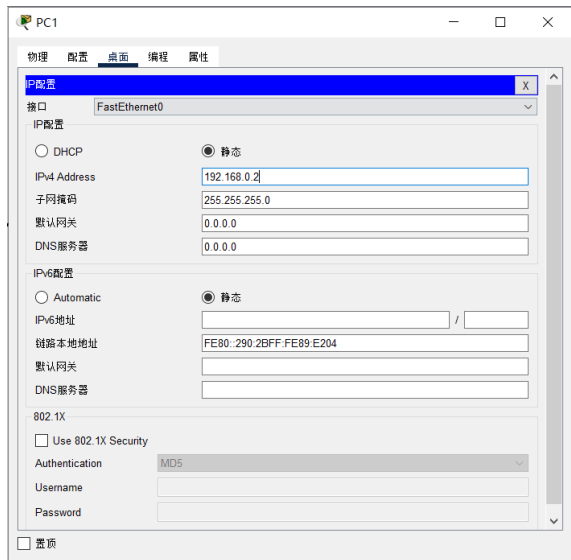 PC1
物理 配置 桌面 编程 属性
IP配置 X
接口 FastEthernet0
IP配置
DHCP 静态
IPv4 Address 192.168.0.2
子网掩码 255.255.255.0
默认网关 0.0.0.0
DNS服务器 0.0.0.0
IPv6配置
Automatic 静态
IPv6地址 /
链路本地地址 FE80::290:2BFF:FE89:E204
默认网关
DNS服务器
802.1X
Use 802.1X Security
Authentication MD5
Username
Password
置顶